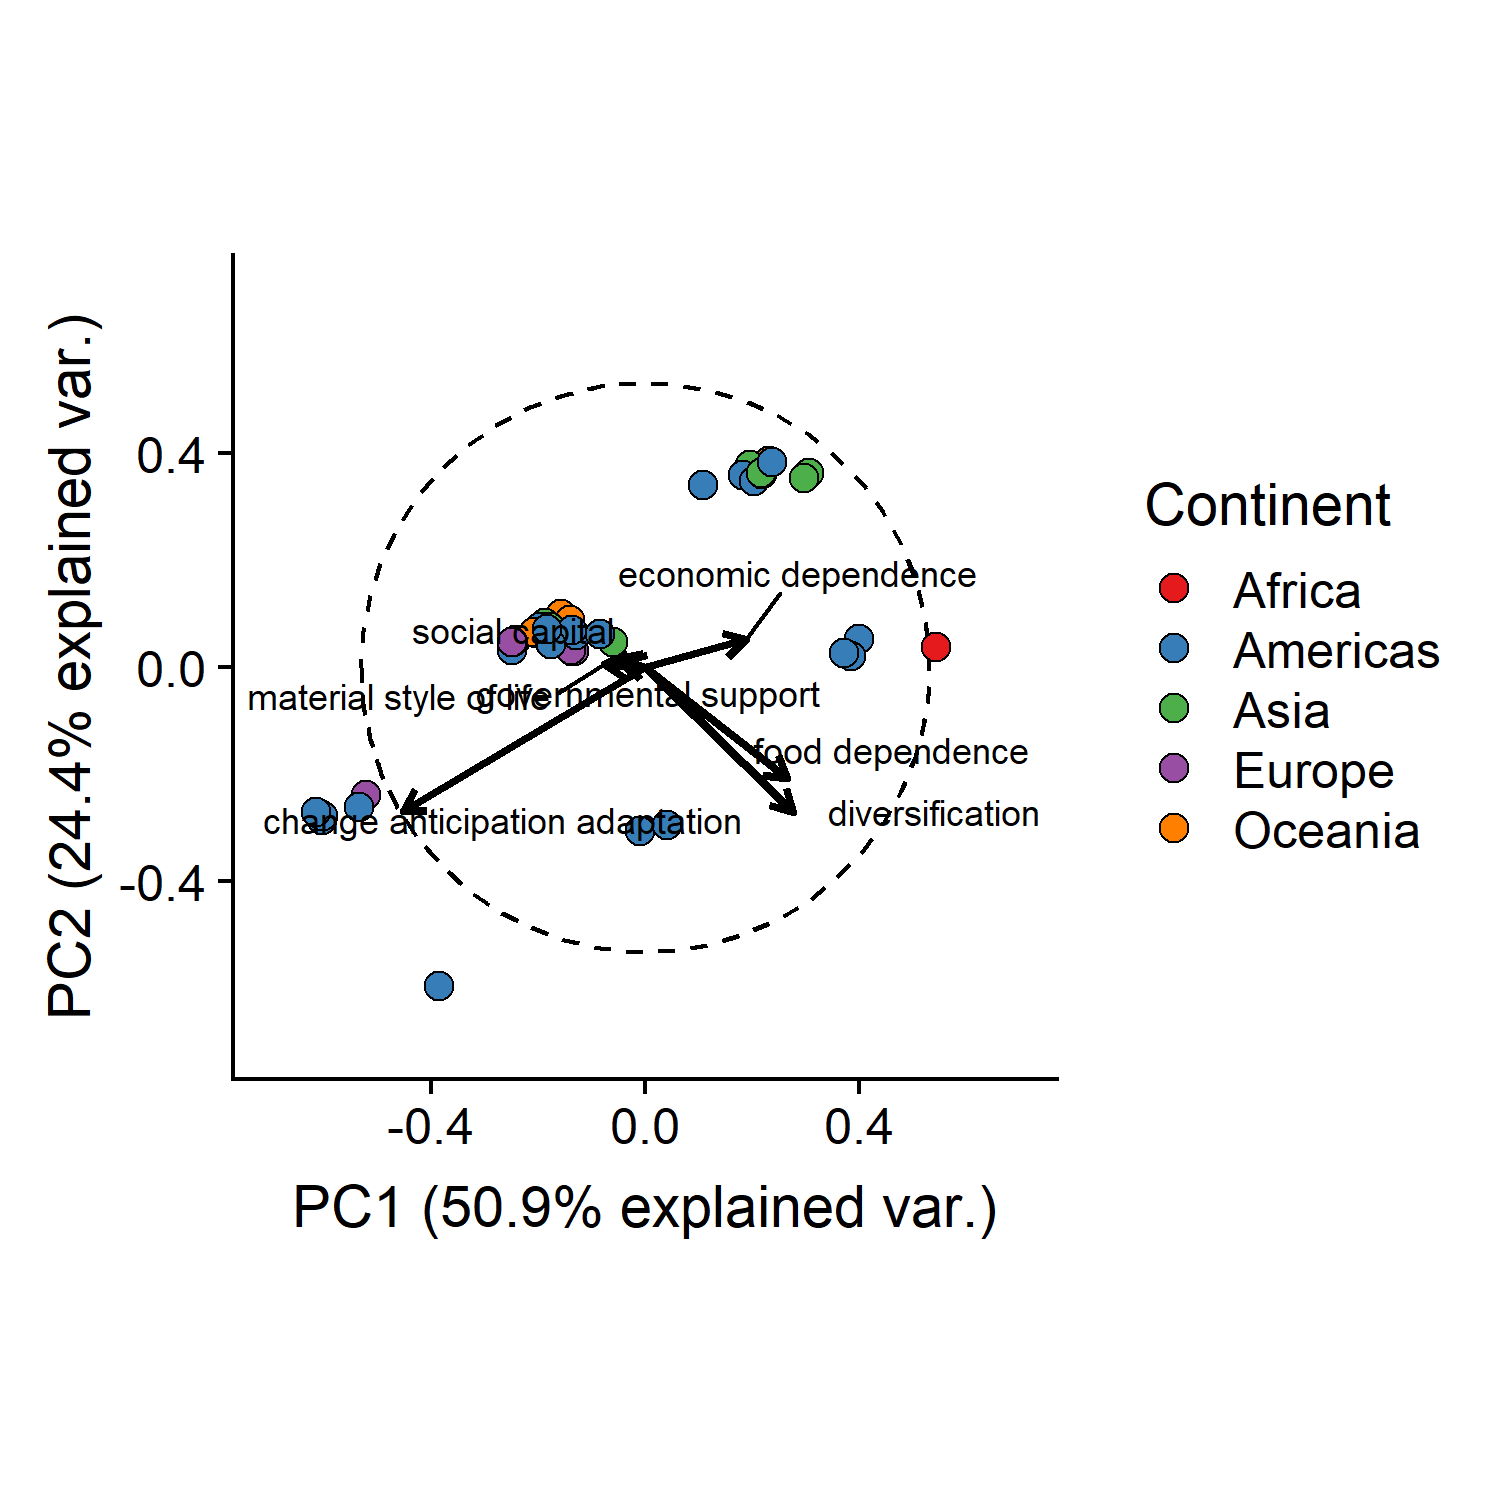 PC2 (24.4% explained var.)
0.4
0.0
-0.4
economic dependence
social capital
material style of life
governmental support
food dependence
diversification
change anticipation adaptation
-0.4
0.0
0.4
PC1 (50.9% explained var.)
Continent
Africa
Americas
Asia
Europe
Oceania